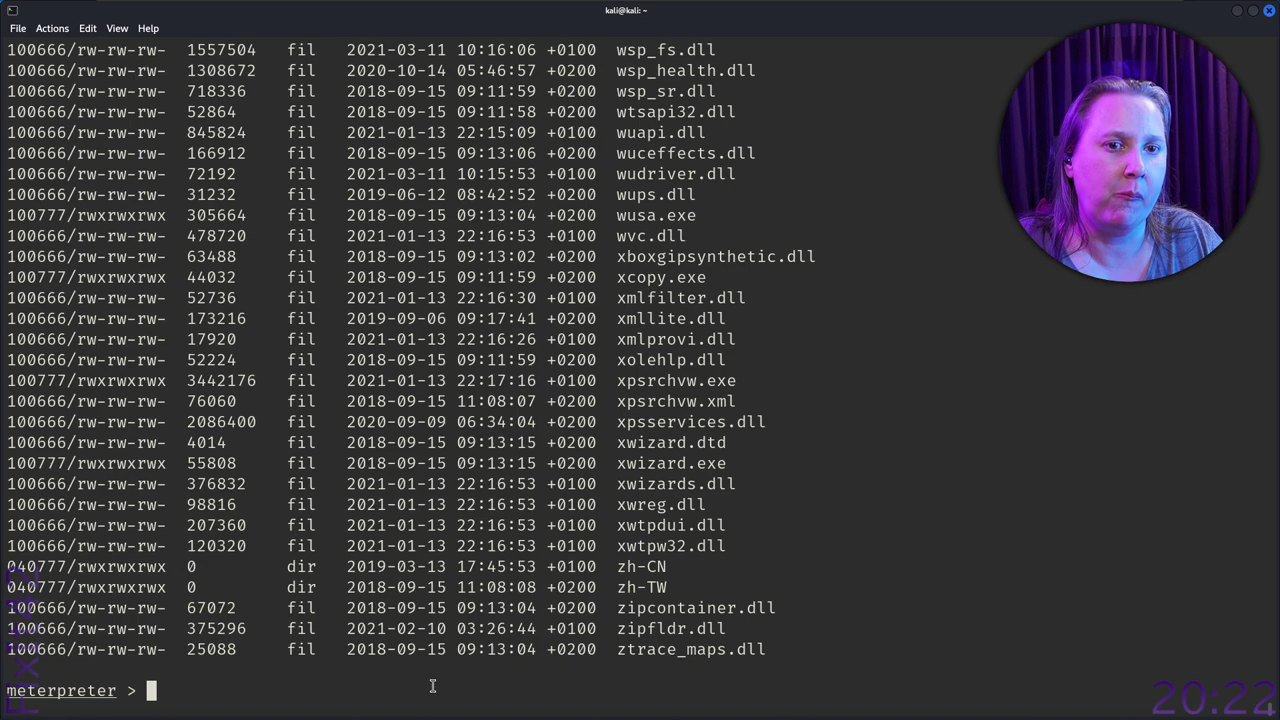 kali@kali: ~
File Actions Edit View Help
100666/rw-rw-rw- 1557504 fil 2021-03-11 10:16:06 +0100 wsp_fs.dll
100666/rw-rw-rw- 1308672 fil 2020-10-14 05:46:57 +0200 wsp_health.dll
100666/rw-rw-rw- 718336 fil 2018-09-15 09:11:59 +0200 wsp_sr.dll
100666/rw-rw-rw- 52864 fil 2018-09-15 09:11:58 +0200 wtsapi32.dll
100666/rw-rw-rw- 845824 fil 2021-01-13 22:15:09 +0100 wuapi.dll
100666/rw-rw-rw- 166912 fil 2018-09-15 09:13:06 +0200 wuceffects.dll
100666/rw-rw-rw- 72192 fil 2021-03-11 10:15:53 +0100 wudriver.dll
100666/rw-rw-rw- 31232 fil 2019-06-12 08:42:52 +0200 wups.dll
100777/rwxrwxrwx 305664 fil 2018-09-15 09:13:04 +0200 wusa.exe
100666/rw-rw-rw- 478720 fil 2021-01-13 22:16:53 +0100 wvc.dll
100666/rw-rw-rw- 63488 fil 2018-09-15 09:13:02 +0200 xboxgipsynthetic.dll
100777/rwxrwxrwx 44032 fil 2018-09-15 09:11:59 +0200 xcopy.exe
100666/rw-rw-rw- 52736 fil 2021-01-13 22:16:30 +0100 xmlfilter.dll
100666/rw-rw-rw- 173216 fil 2019-09-06 09:17:41 +0200 xmllite.dll
100666/rw-rw-rw- 17920 fil 2021-01-13 22:16:26 +0100 xmlprovi.dll
100666/rw-rw-rw- 52224 fil 2018-09-15 09:11:59 +0200 xolehlp.dll
100777/rwxrwxrwx 3442176 fil 2021-01-13 22:17:16 +0100 xpsrchvw.exe
100666/rw-rw-rw- 76060 fil 2018-09-15 11:08:07 +0200 xpsrchvw.xml
100666/rw-rw-rw- 2086400 fil 2020-09-09 06:34:04 +0200 xpsservices.dll
100666/rw-rw-rw- 4014 fil 2018-09-15 09:13:15 +0200 xwizard.dtd
100777/rwxrwxrwx 55808 fil 2018-09-15 09:13:15 +0200 xwizard.exe
100666/rw-rw-rw- 376832 fil 2021-01-13 22:16:53 +0100 xwizards.dll
100666/rw-rw-rw- 98816 fil 2021-01-13 22:16:53 +0100 xwreg.dll
100666/rw-rw-rw- 207360 fil 2021-01-13 22:16:53 +0100 xwtpdui.dll
100666/rw-rw-rw- 120320 fil 2021-01-13 22:16:53 +0100 xwtpw32.dll
040777/rwxrwxrwx 0 dir 2019-03-13 17:45:53 +0100 zh-CN
040777/rwxrwxrwx 0 dir 2018-09-15 11:08:08 +0200 zh-TW
100666/rw-rw-rw- 67072 fil 2018-09-15 09:13:04 +0200 zipcontainer.dll
100666/rw-rw-rw- 375296 fil 2021-02-10 03:26:44 +0100 zipfldr.dll
100666/rw-rw-rw- 25088 fil 2018-09-15 09:13:04 +0200 ztrace_maps.dll
meterpreter >
20:22